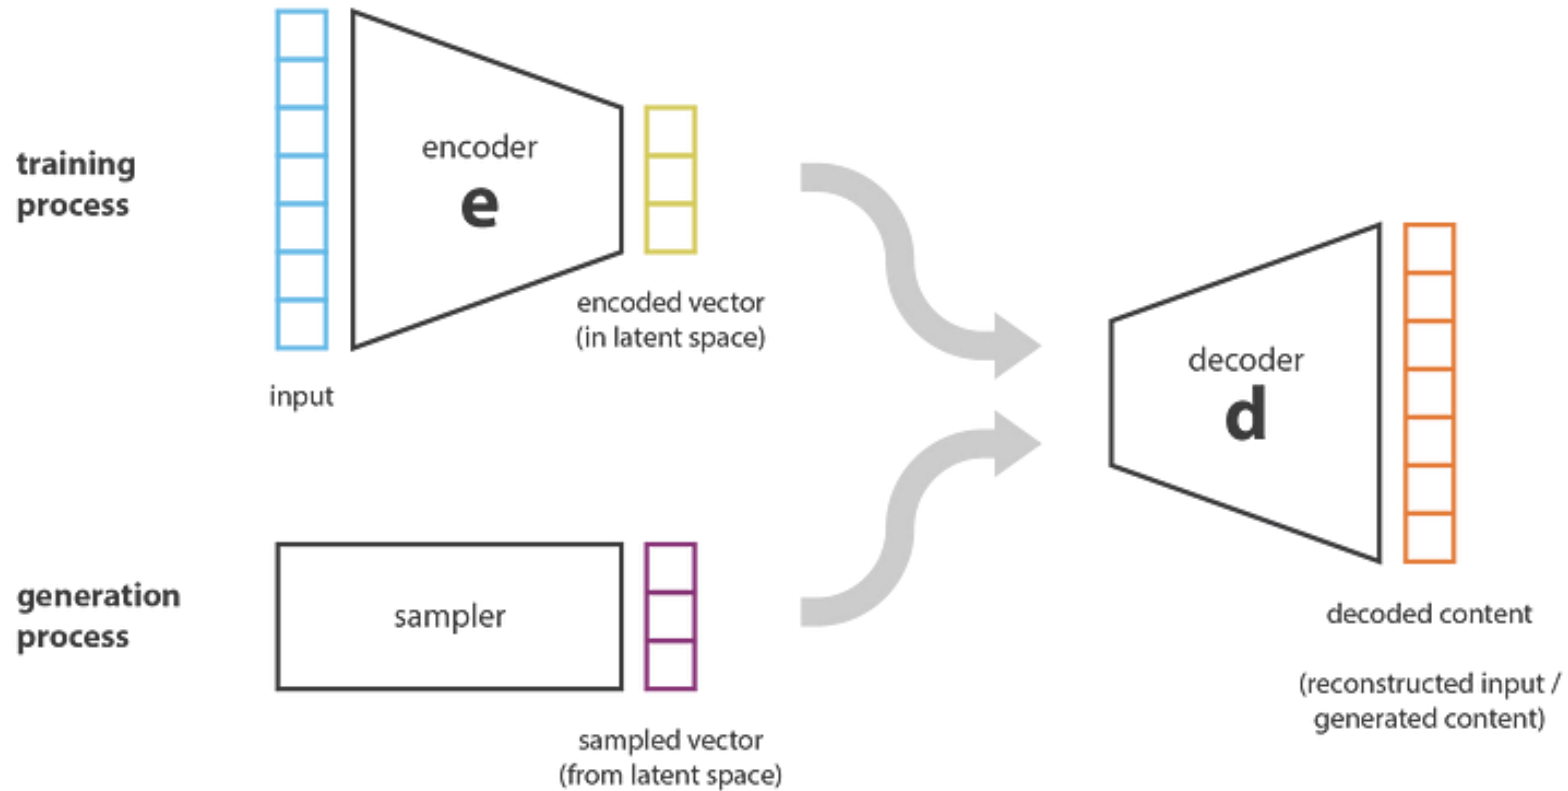 training
process
encoder
e
encoded vector
(in latent space)
input
decoder
d
generation
process
sampler
sampled vector
(from latent space)
decoded content
(reconstructed input /
generated content)